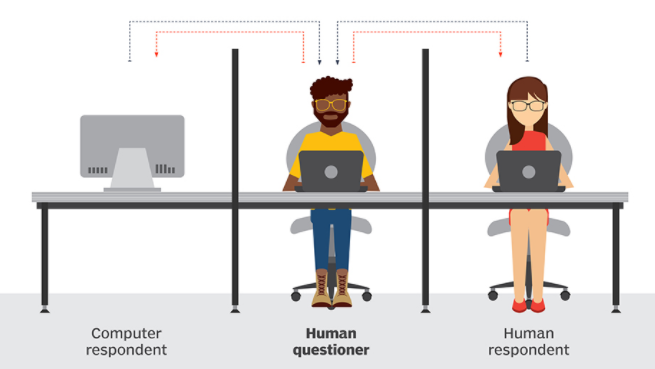 Computer
respondent
Human
questioner
Human
respondent